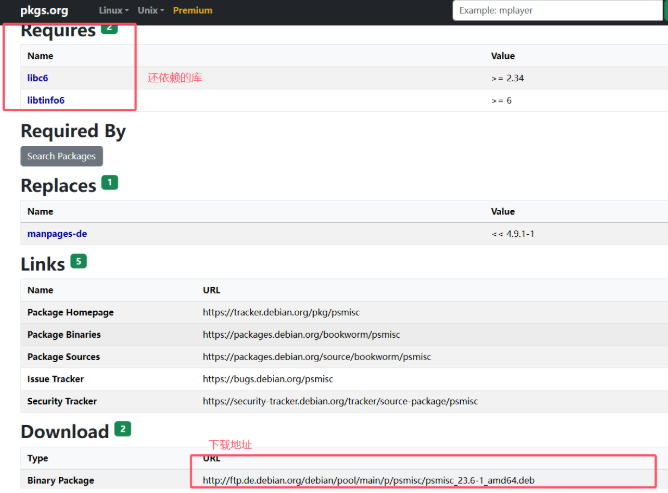 pkgs.org Linux Unix Premium Example: mplayer
Requires 2
Name Value
libc6 还依赖的库 >= 2.34
libtinfo6 >= 6
Required By
Search Packages
Replaces 1
Name Value
manpages-de << 4.9.1-1
Links 5
Name URL
Package Homepage https://tracker.debian.org/pkg/psmisc
Package Binaries https://packages.debian.org/bookworm/psmisc
Package Sources https://packages.debian.org/source/bookworm/psmisc
Issue Tracker https://bugs.debian.org/psmisc
Security Tracker https://security-tracker.debian.org/tracker/source-package/psmisc
Download 2
下载地址
Type URL
Binary Package http://ftp.de.debian.org/debian/pool/main/p/psmisc/psmisc_23.6-1_amd64.deb